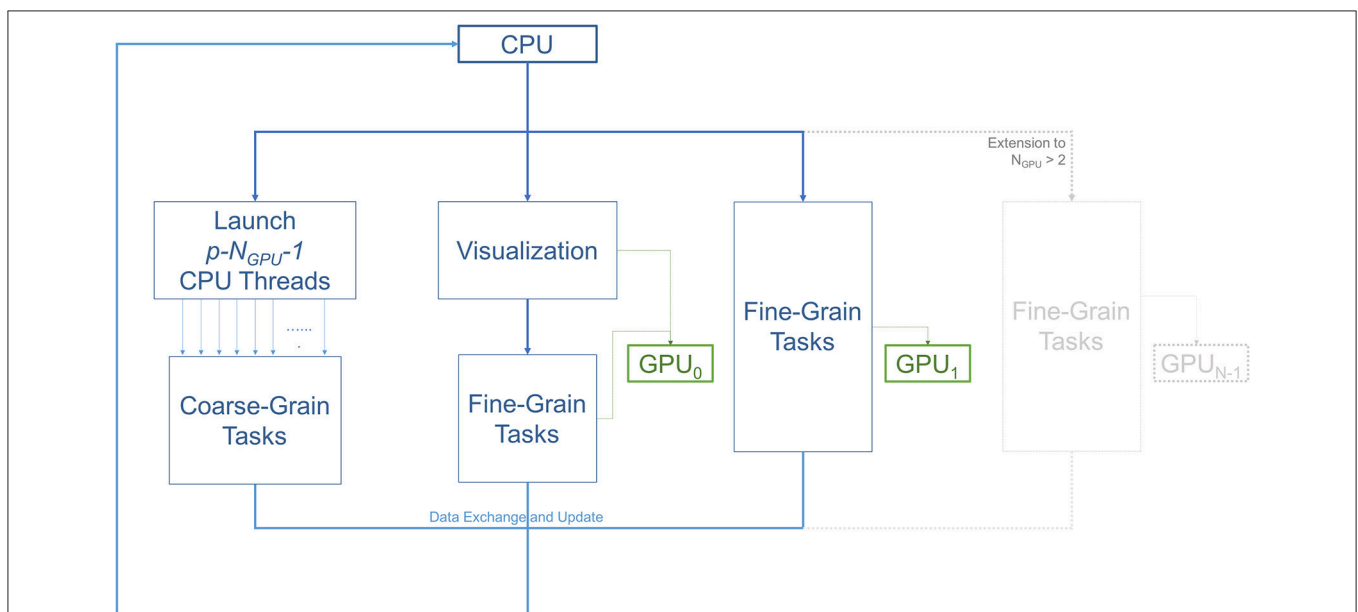 CPU
Extension to
N_GPU > 2
Launch
p-N_GPU-1
CPU Threads
Visualization
Fine-Grain
Tasks
Fine-Grain
Tasks
......
.
GPU_0
GPU_1
GPU_N-1
Coarse-Grain
Tasks
Fine-Grain
Tasks
Data Exchange and Update